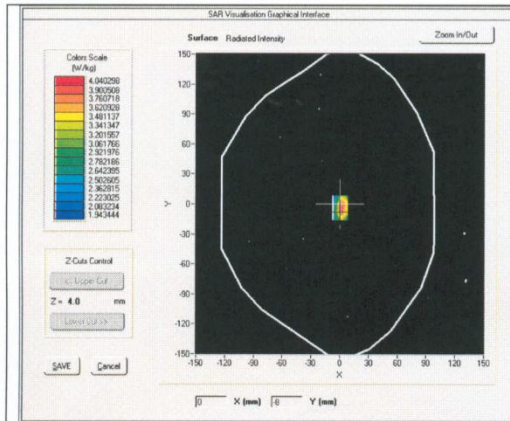 SAR Visualisation Graphical Interface
Surface Radiated Intensity
Zoom In/Out
Colors Scale
(W/kg)
4.040298
3.900508
3.760718
3.620928
3.481137
3.341347
3.201557
3.061766
2.921976
2.782186
2.642395
2.502605
2.362815
2.223025
2.083234
1.943444
150
120
90
60
30
0
-30
-60
-90
-120
-150
Y
-150 -120 -90 -60 -30 0 30 60 90 120 150
X
Z-Cuts Control
<< Upper Cut
Z = 4.0 mm
Lower Cut >>
SAVE Cancel
0 X (mm) -8 Y (mm)